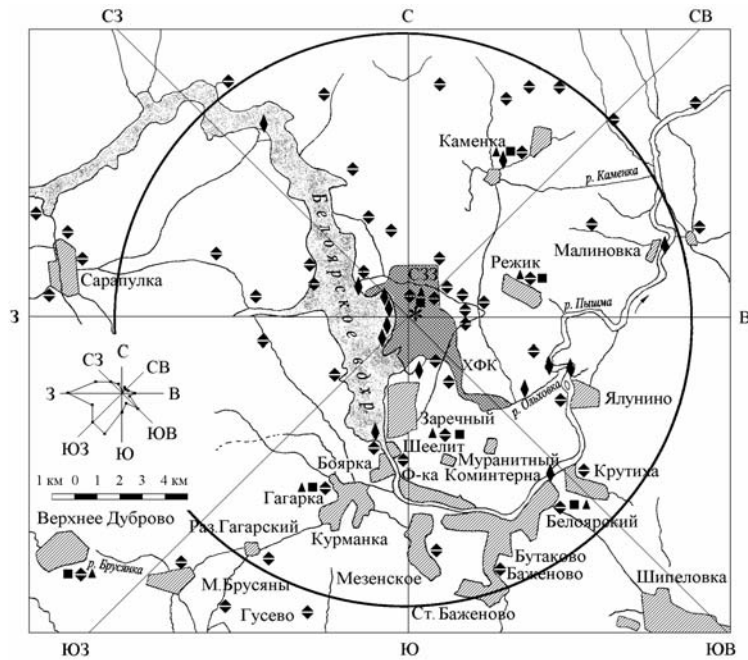 СЗ
С
СВ
Каменка
р. Каменка
Белоярское вдхр.
Малиновка
Режик
СЗЗ
Сарапулка
З
В
р. Пышма
ХФК
С
СЗ
СВ
З
В
ЮЗ
ЮВ
Ю
р. Ольховка
Ялунино
Заречный
Шеелит
Мурантный
Боярка
Ф-ка Коминтерна
Крутиха
1 км 0 1 2 3 4 км
Гагарка
Белоярский
Верхнее Дуброво
Раз.Гагарский
Курманка
Бутаково
р. Брусянка
Баженово
Мезенское
М.Брусяны
Шипеловка
Гусево
Ст. Баженово
ЮЗ
Ю
ЮВ